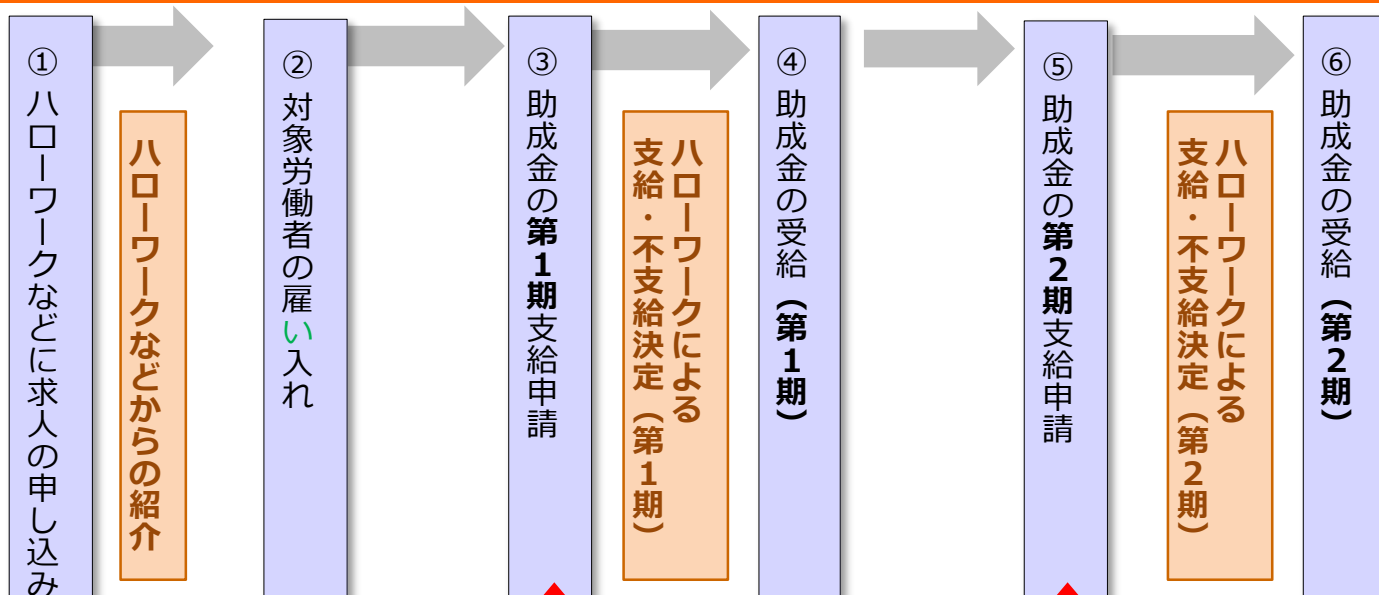 ① ハローワークなどに求人の申し込み
ハローワークなどからの紹介
② 対象労働者の雇い入れ
③ 助成金の第1期支給申請
ハローワークによる
支給・不支給決定（第1期）
④ 助成金の受給（第1期）
⑤ 助成金の第2期支給申請
ハローワークによる
支給・不支給決定（第2期）
⑥ 助成金の受給（第2期）